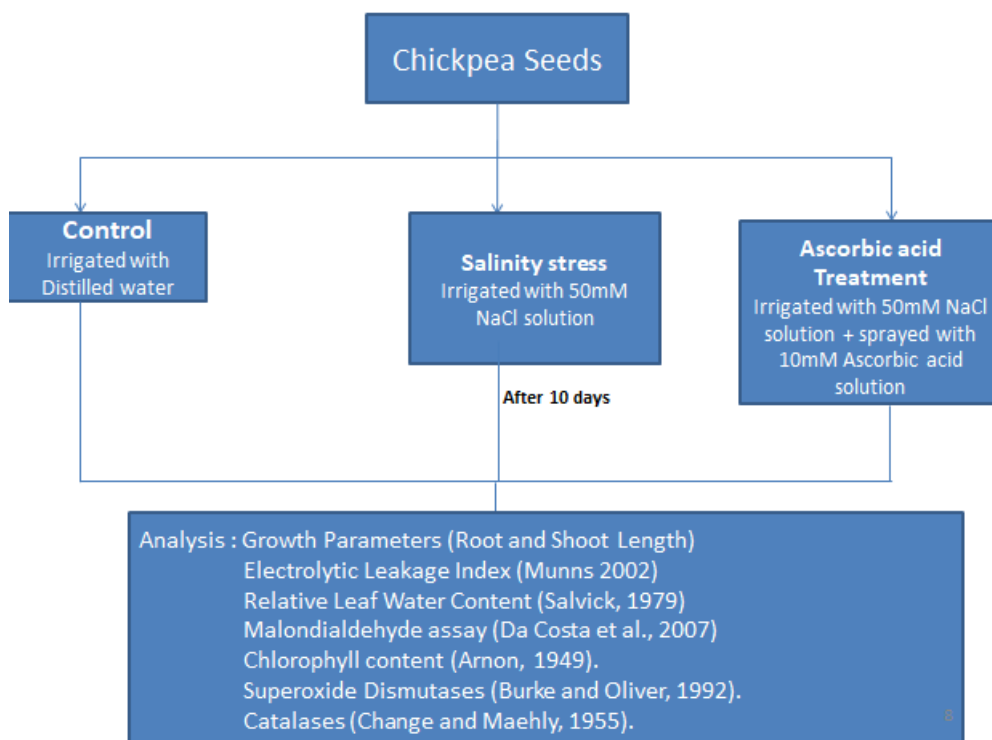 Chickpea Seeds
Control
Irrigated with
Distilled water
Salinity stress
Irrigated with 50mM
NaCl solution
Ascorbic acid
Treatment
Irrigated with 50mM NaCl
solution + sprayed with
10mM Ascorbic acid
solution
After 10 days
Analysis : Growth Parameters (Root and Shoot Length)
Electrolytic Leakage Index (Munns 2002)
Relative Leaf Water Content (Salvick, 1979)
Malondialdehyde assay (Da Costa et al., 2007)
Chlorophyll content (Arnon, 1949).
Superoxide Dismutases (Burke and Oliver, 1992).
Catalases (Change and Maehly, 1955).